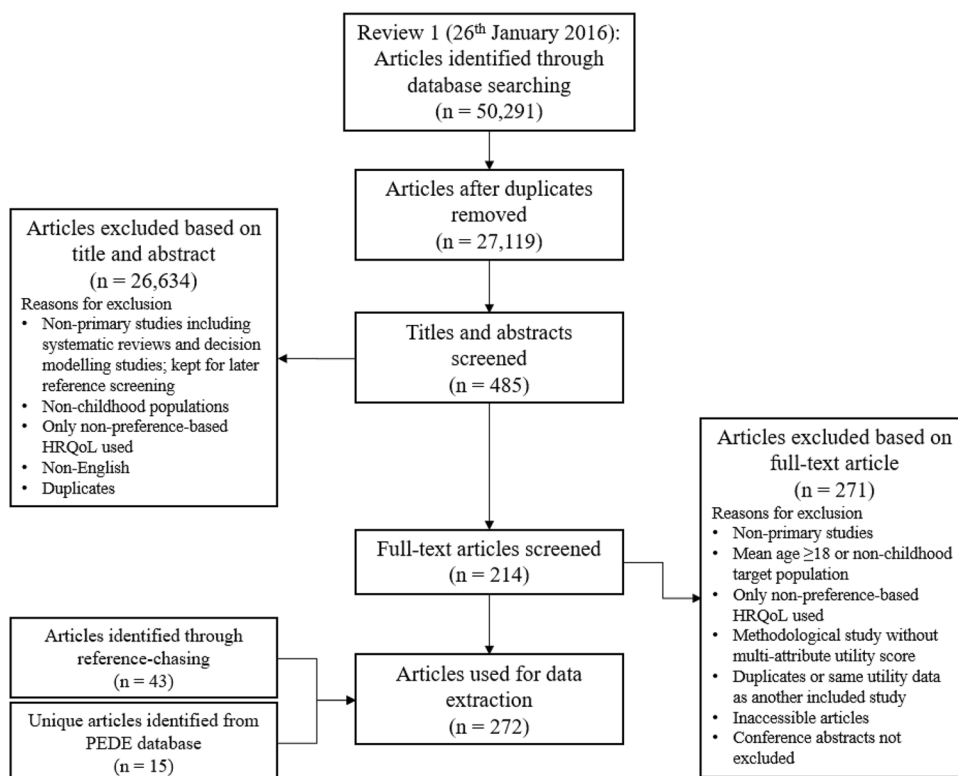 Review 1 (26th January 2016):
Articles identified through
database searching
(n = 50,291)
Articles after duplicates
removed
(n = 27,119)
Articles excluded based on
title and abstract
(n = 26,634)
Reasons for exclusion
• Non-primary studies including
systematic reviews and decision
modelling studies; kept for later
reference screening
• Non-childhood populations
• Only non-preference-based
HRQoL used
• Non-English
• Duplicates
Titles and abstracts
screened
(n = 485)
Articles excluded based on
full-text article
(n = 271)
Reasons for exclusion
• Non-primary studies
• Mean age ≥18 or non-childhood
target population
• Only non-preference-based
HRQoL used
• Methodological study without
multi-attribute utility score
• Duplicates or same utility data
as another included study
• Inaccessible articles
• Conference abstracts not
excluded
Full-text articles screened
(n = 214)
Articles identified through
reference-chasing
(n = 43)
Unique articles identified from
PEDE database
(n = 15)
Articles used for data
extraction
(n = 272)